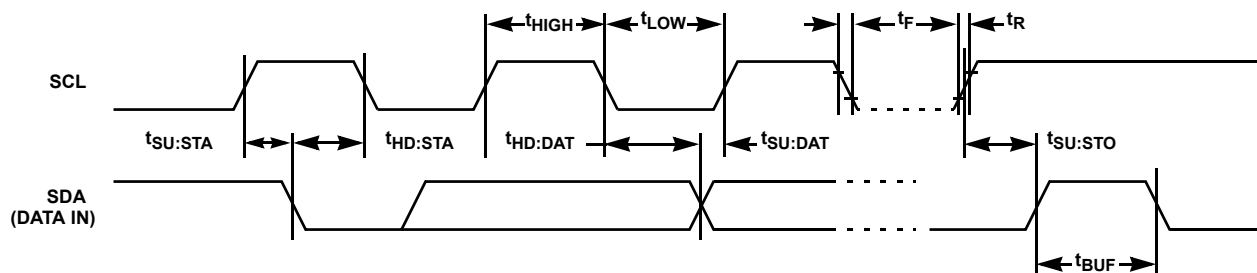 tHIGH tLOW tF tR
SCL
tSU:STA tHD:STA tHD:DAT tSU:DAT tSU:STO
SDA
(DATA IN)
tBUF